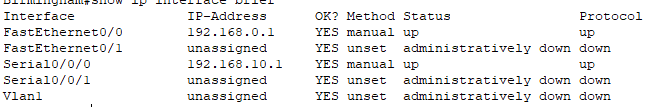 Birmingham#show ip interface brief
Interface IP-Address OK? Method Status Protocol
FastEthernet0/0 192.168.0.1 YES manual up up
FastEthernet0/1 unassigned YES unset administratively down down
Serial0/0/0 192.168.10.1 YES manual up up
Serial0/0/1 unassigned YES unset administratively down down
Vlan1 unassigned YES unset administratively down down